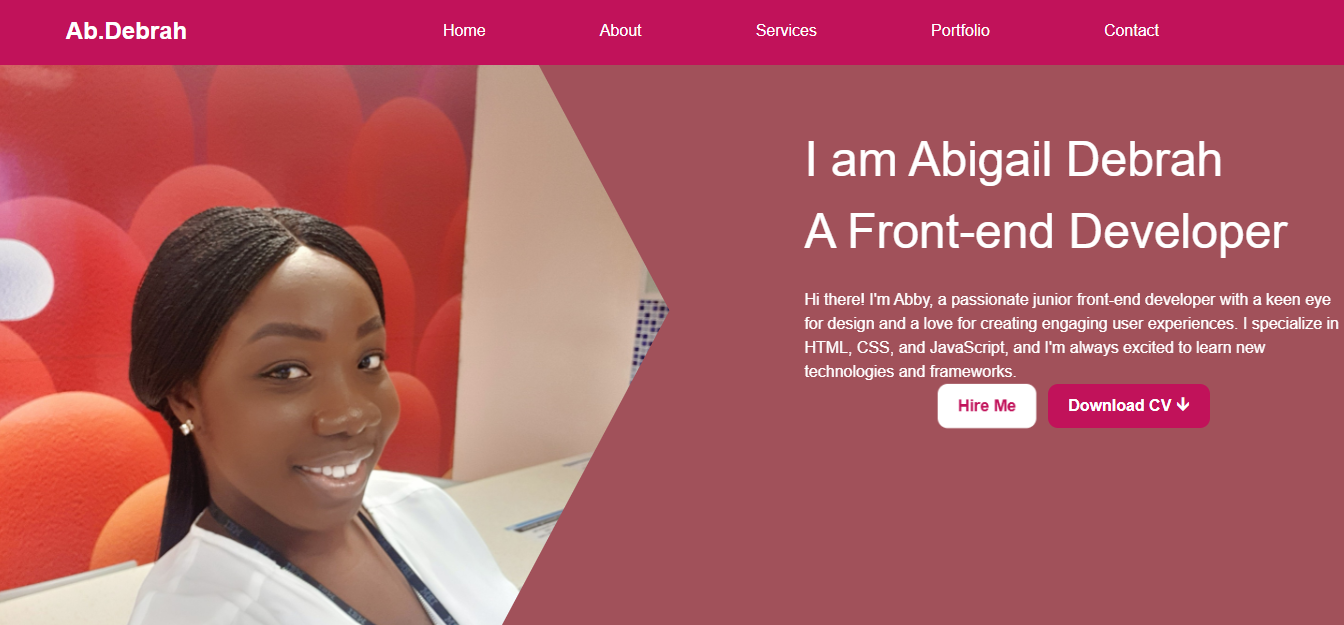 Ab.Debrah
Home
About
Services
Portfolio
Contact
I am Abigail Debrah
A Front-end Developer
Hi there! I'm Abby, a passionate junior front-end developer with a keen eye
for design and a love for creating engaging user experiences. I specialize in
HTML, CSS, and JavaScript, and I'm always excited to learn new
technologies and frameworks.
Hire Me
Download CV